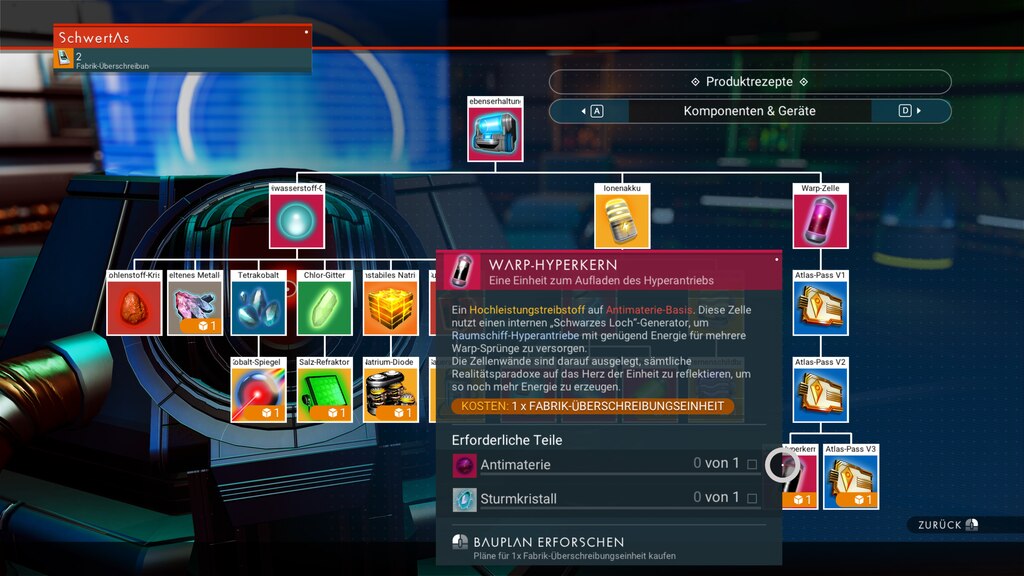 SchwertAs
2
Fabrik-Überschreibun
Produktrezepte
A
Komponenten & Geräte
D
ebenserhaltun
Ionenakku
Warp-Zelle
ohlenstoff-Kris
eltenes Metall
Tetrakobalt
Chlor-Gitter
nstabiles Natri
Atlas-Pass V1
1
WARP-HYPERKERN
Eine Einheit zum Aufladen des Hyperantriebs
Ein Hochleistungstreibstoff auf Antimaterie-Basis. Diese Zelle
nutzt einen internen „Schwarzes Loch"-Generator, um
Raumschiff-Hyperantriebe mit genügend Energie für mehrere
Warp-Sprünge zu versorgen.
Die Zellenwände sind darauf ausgelegt, sämtliche
Realitätsparadoxe auf das Herz der Einheit zu reflektieren, um
so noch mehr Energie zu erzeugen.
KOSTEN: 1 x FABRIK-ÜBERSCHREIBUNGSEINHEIT
obalt-Spiegel
Salz-Refraktor
latrium-Diode
Atlas-Pass V2
1
1
1
Erforderliche Teile
Antimaterie 0 von 1
Sturmkristall 0 von 1
yperkern
Atlas-Pass V3
1
1
BAUPLAN ERFORSCHEN
Pläne für 1x Fabrik-Überschreibungseinheit kaufen
ZURÜCK